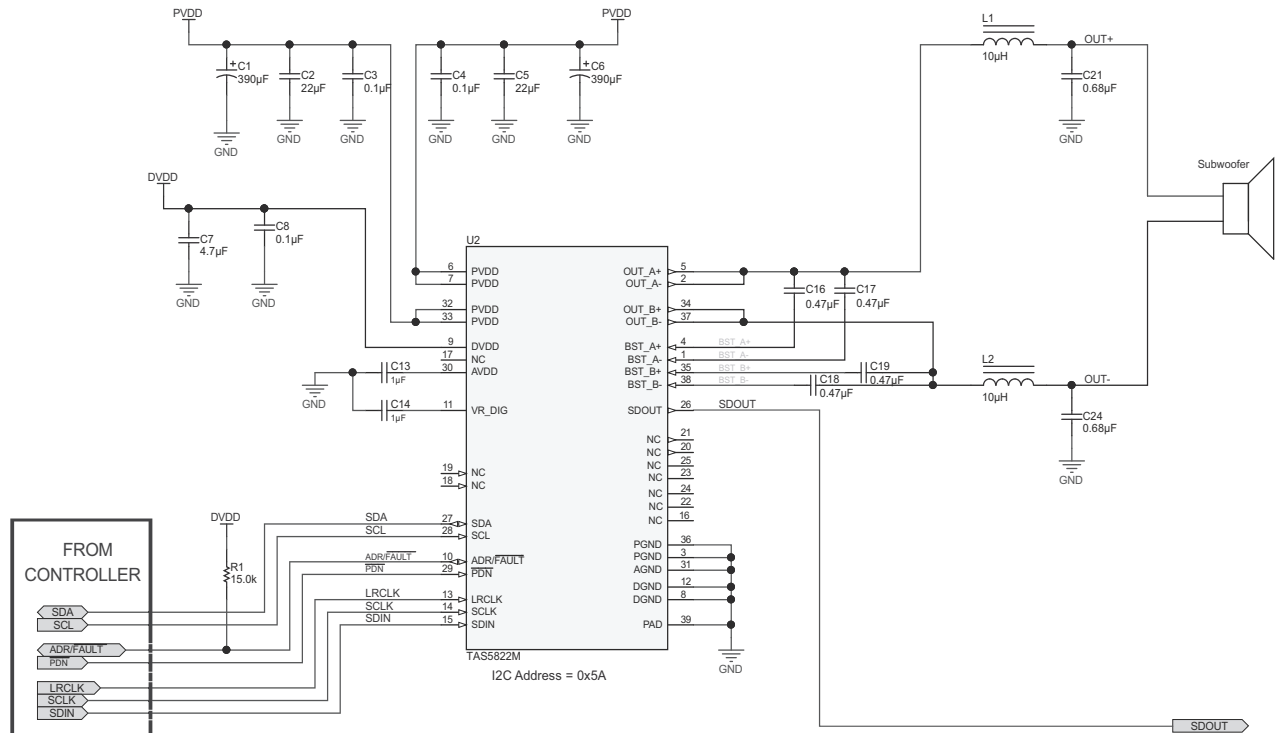 PVDD
PVDD
L1
10µH
OUT+
+
C1
390µF
C2
22µF
C3
0.1µF
C4
0.1µF
C5
22µF
+
C6
390µF
C21
0.68µF
GND
GND
GND
GND
GND
GND
GND
Subwoofer
DVDD
C7
4.7µF
C8
0.1µF
GND
GND
U2
6 PVDD
7 PVDD
32 PVDD
33 PVDD
9 DVDD
17 NC
30 AVDD
11 VR_DIG
19 NC
18 NC
27 SDA
28 SCL
10 ADR/FAULT
29 PDN
13 LRCLK
14 SCLK
15 SDIN
OUT_A+ 5
OUT_A- 2
OUT_B+ 34
OUT_B- 37
BST_A+ 4 BST_A+
BST_A- 1 BST_A-
BST_B+ 35 BST_B+
BST_B- 38 BST_B-
SDOUT 26 SDOUT
NC 21
NC 20
NC 25
NC 23
NC 24
NC 22
NC 16
PGND 36
PGND 3
AGND 31
DGND 12
DGND 8
PAD 39
GND
C16
0.47µF
C17
0.47µF
C19
0.47µF
C18
0.47µF
L2
10µH
OUT-
C24
0.68µF
GND
C13
1µF
C14
1µF
GND
DVDD
R1
15.0k
SDA
SCL
ADR/FAULT
PDN
LRCLK
SCLK
SDIN
FROM
CONTROLLER
SDA
SCL
ADR/FAULT
PDN
LRCLK
SCLK
SDIN
TAS5822M
I2C Address = 0x5A
SDOUT